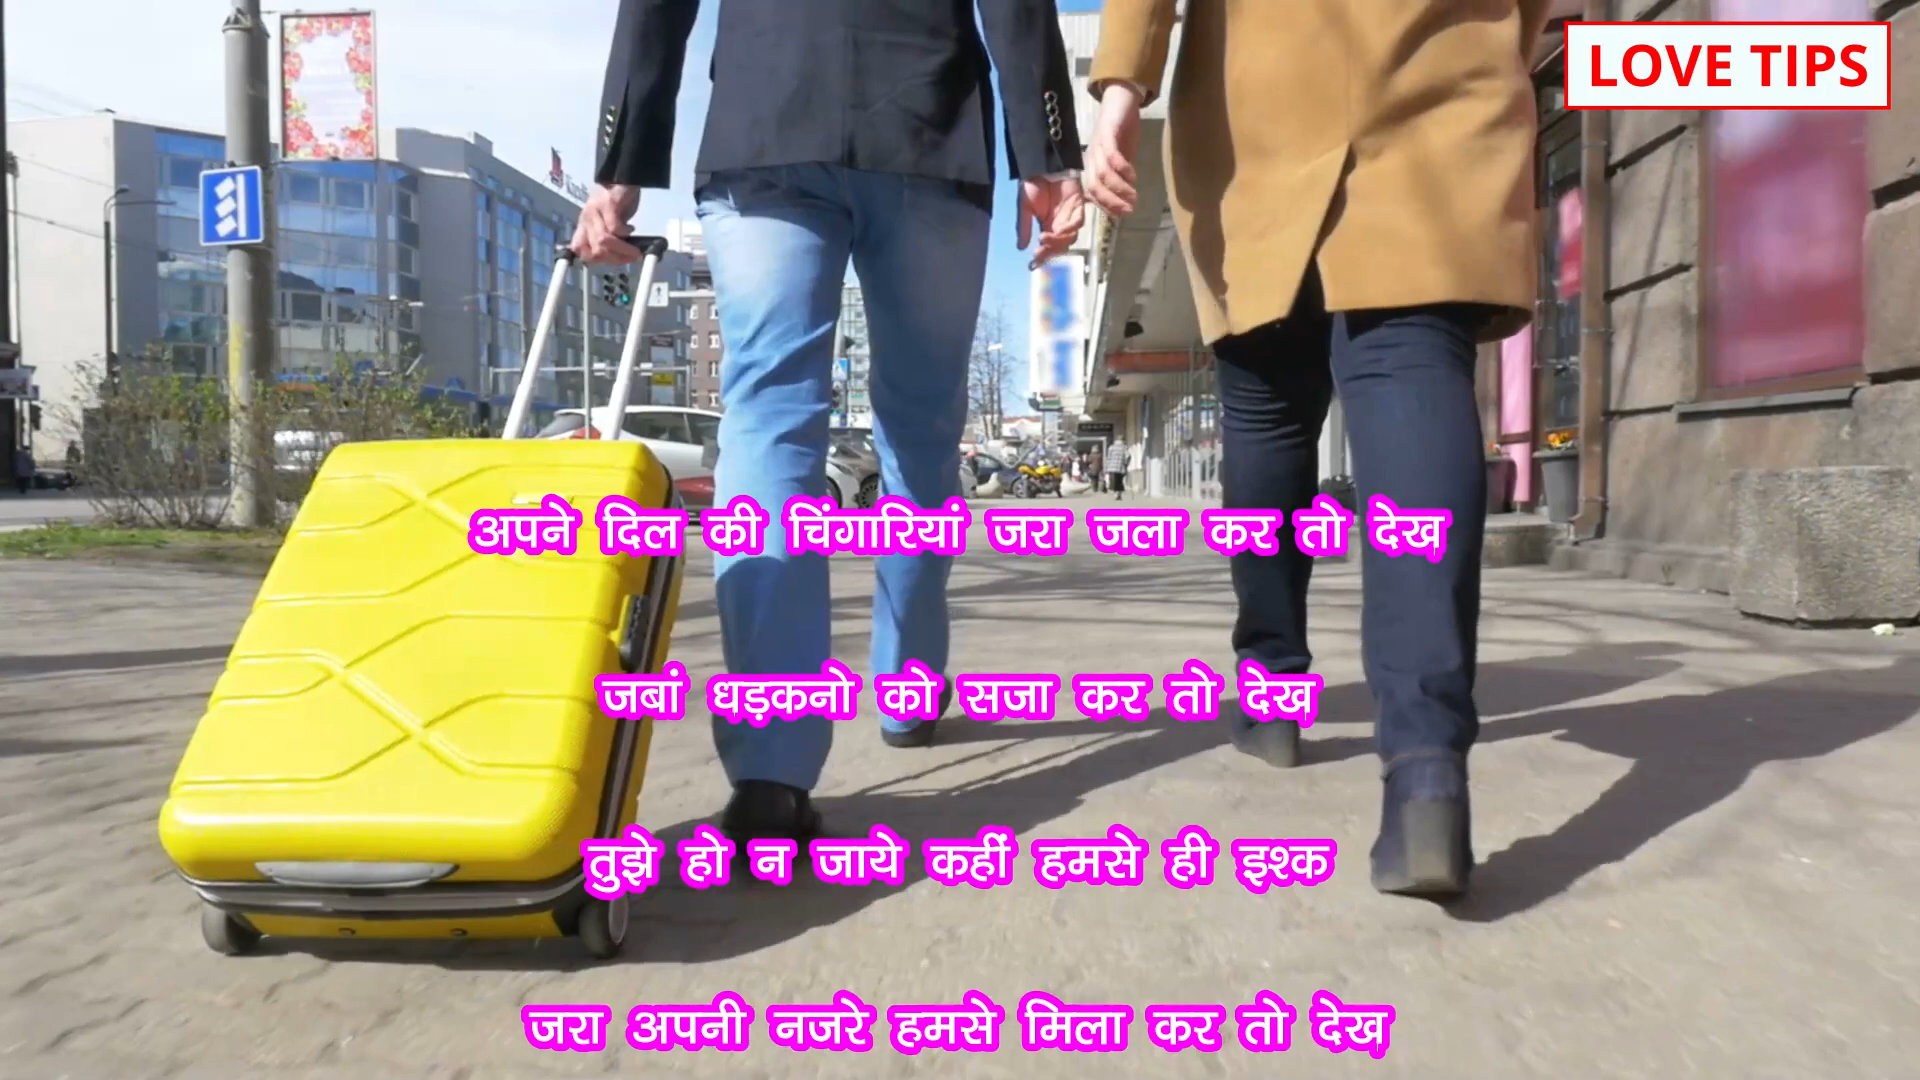 LOVE TIPS
अपने दिल की चिंगारियां जरा जला कर तो देख
जबां धड़कनो को सजा कर तो देख
तुझे हो न जाये कहीं हमसे ही इश्क
जरा अपनी नजरे हमसे मिला कर तो देख